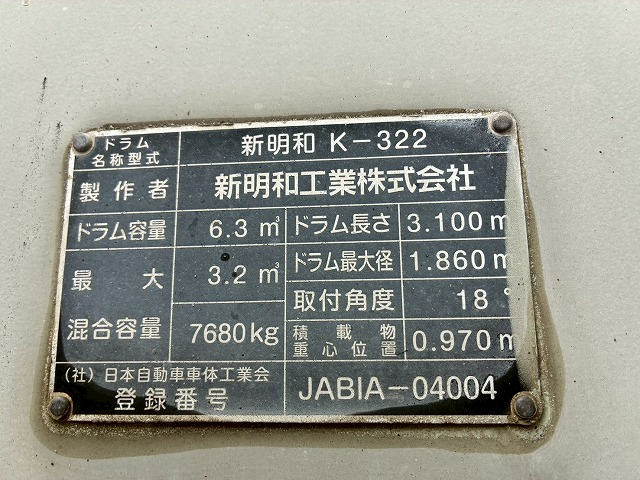 ドラム
名称型式
新明和 K-322
製作者
新明和工業株式会社
ドラム容量 6.3 m³
ドラム長さ 3.100 m
最大
混合容量
3.2 m³
7680kg
ドラム最大径 1.860 m
取付角度 18 °
積載物
重心位置
0.970 m
(社)日本自動車車体工業会
登録番号
JABIA-04004